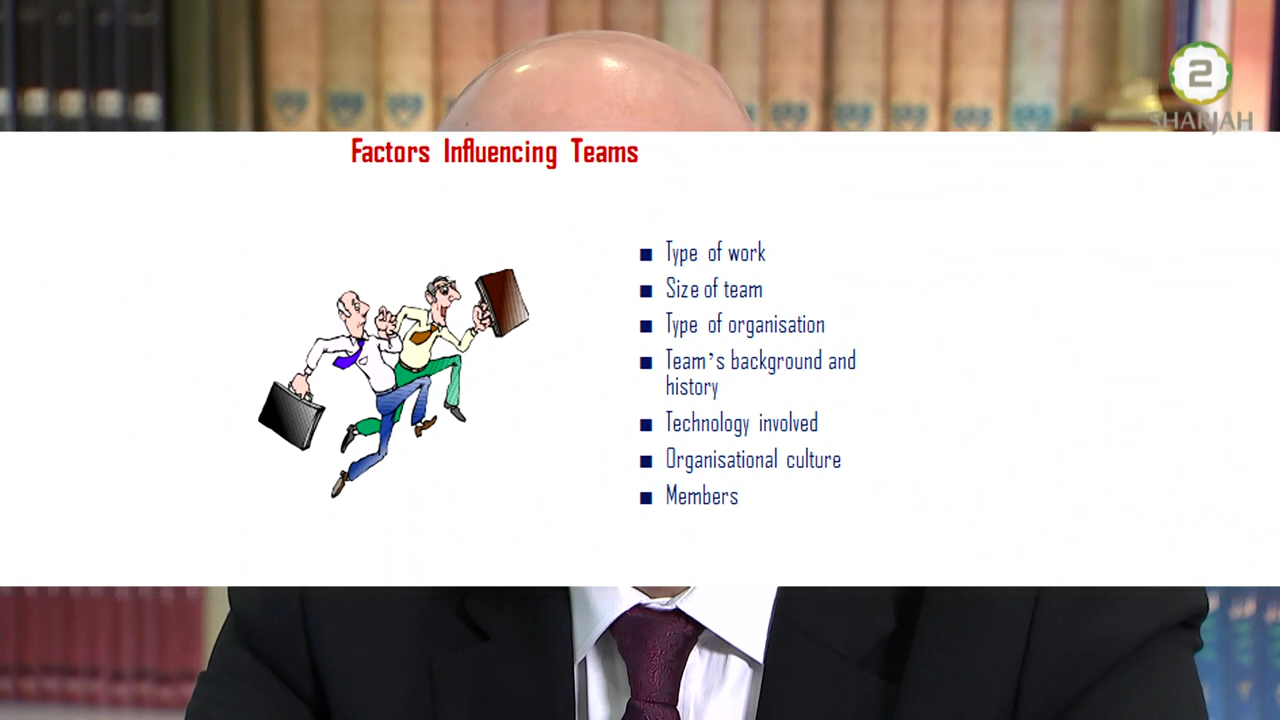 2
SHARJAH
Factors Influencing Teams
■ Type of work
■ Size of team
■ Type of organisation
■ Team's background and
history
■ Technology involved
■ Organisational culture
■ Members